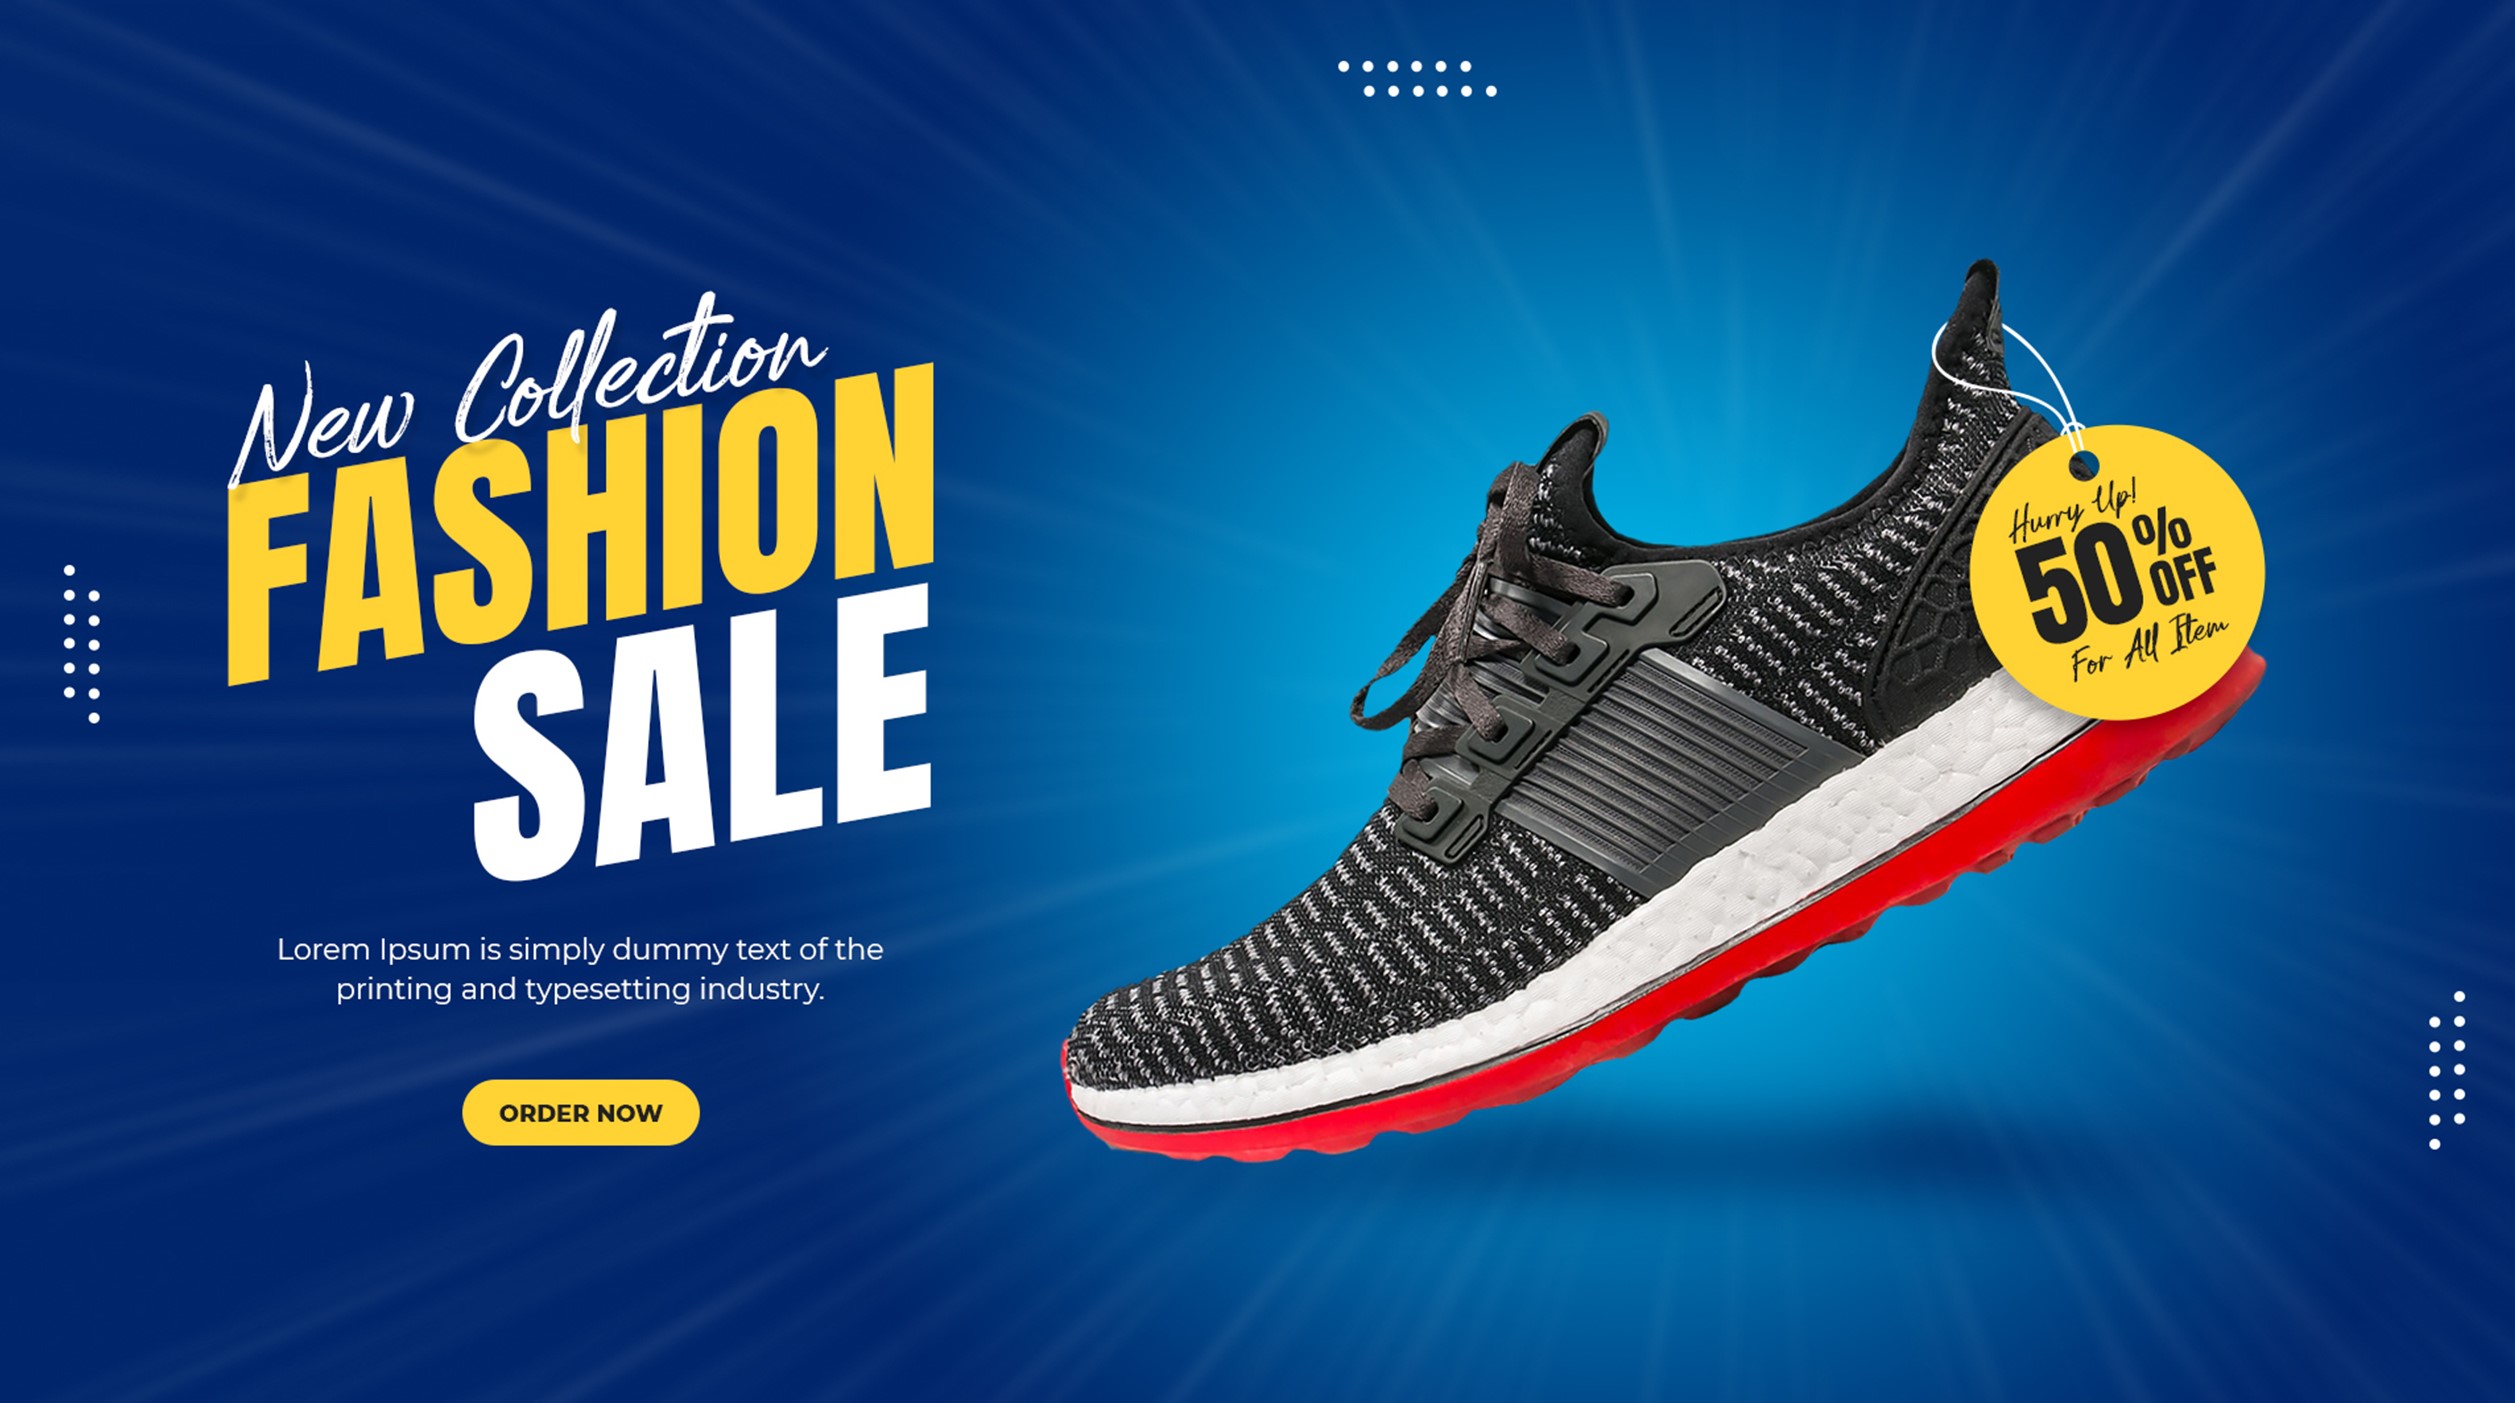 New Collection
FASHION
SALE
Lorem Ipsum is simply dummy text of the
printing and typesetting industry.
ORDER NOW
Hurry Up!
50%
OFF
For All Item